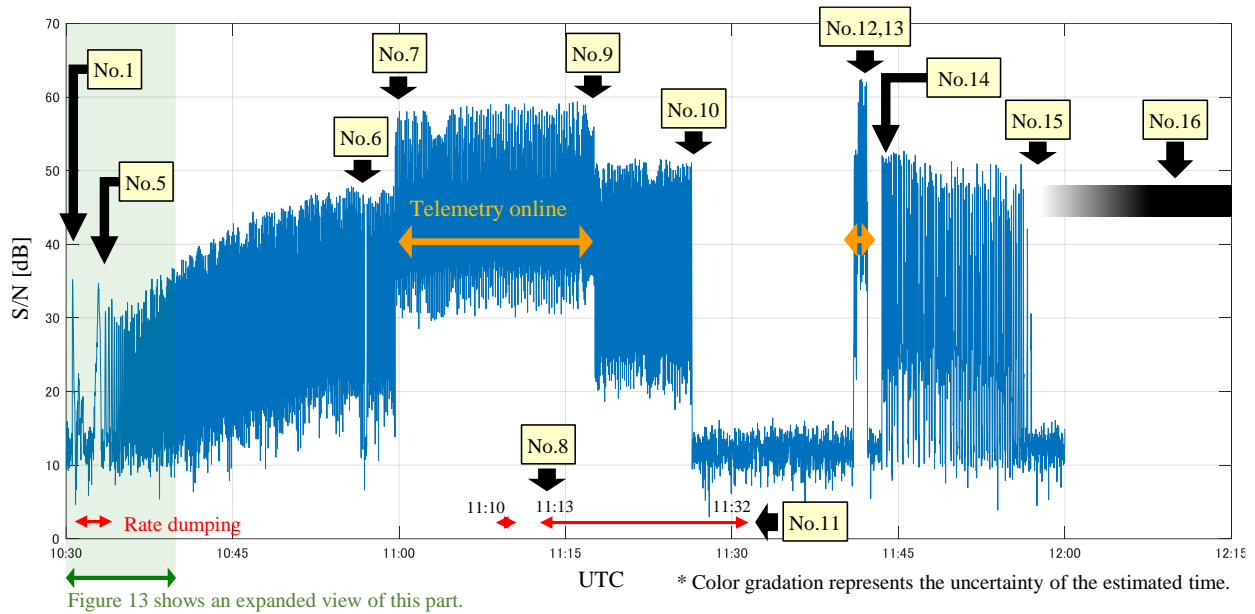 70
60
50
40
30
20
10
0
S/N [dB]
No.1
No.5
No.6
No.7
No.9
No.10
No.12,13
No.14
No.15
No.16
Telemetry online
No.8
11:10
11:13
11:32
No.11
Rate dumping
10:30
10:45
11:00
11:15
11:30
11:45
12:00
12:15
UTC
* Color gradation represents the uncertainty of the estimated time.
Figure 13 shows an expanded view of this part.